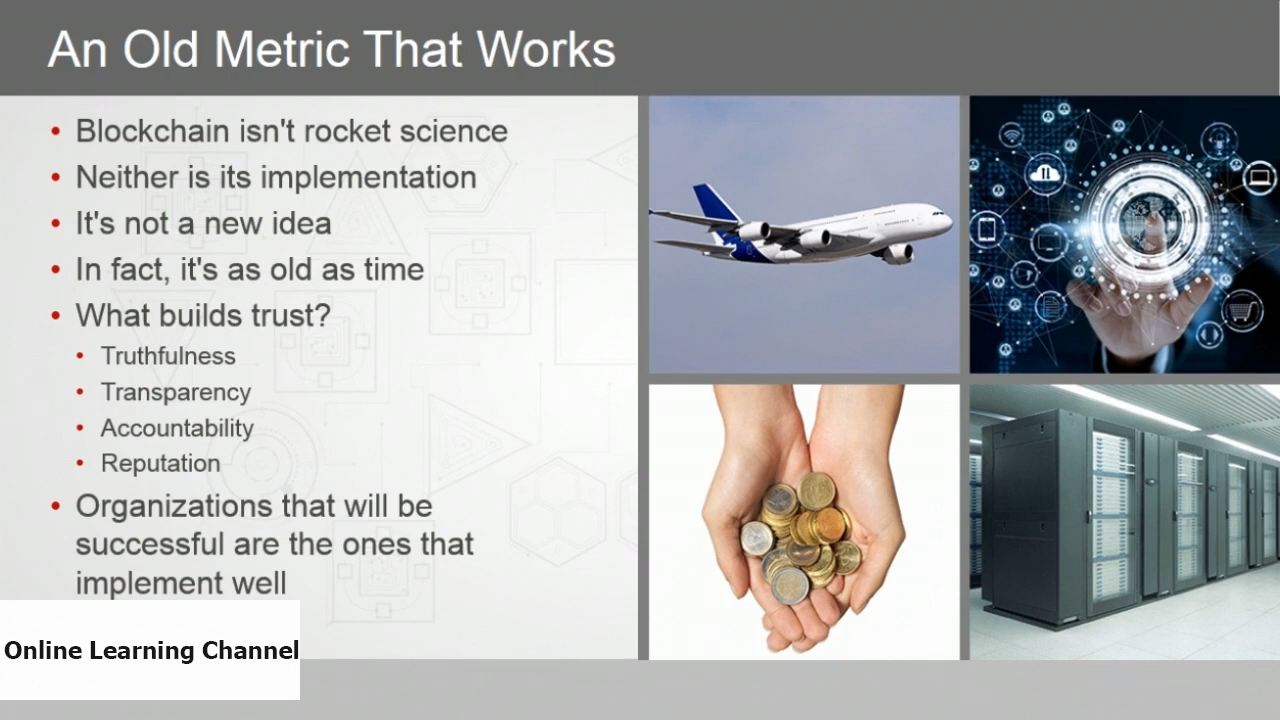 An Old Metric That Works
• Blockchain isn't rocket science
• Neither is its implementation
• It's not a new idea
• In fact, it's as old as time
• What builds trust?
• Truthfulness
• Transparency
• Accountability
• Reputation
• Organizations that will be
successful are the ones that
implement well
Online Learning Channel